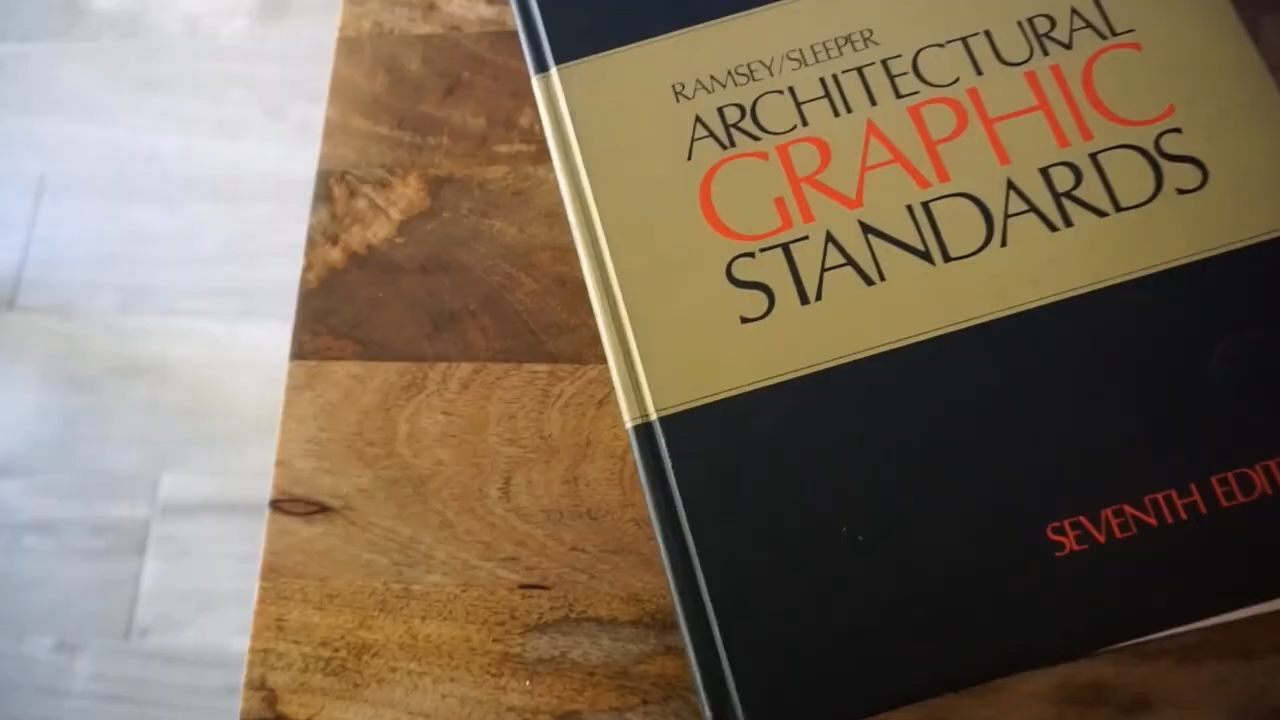 RAMSEY/SLEEPER
ARCHITECTURAL
GRAPHIC
STANDARDS
SEVENTH